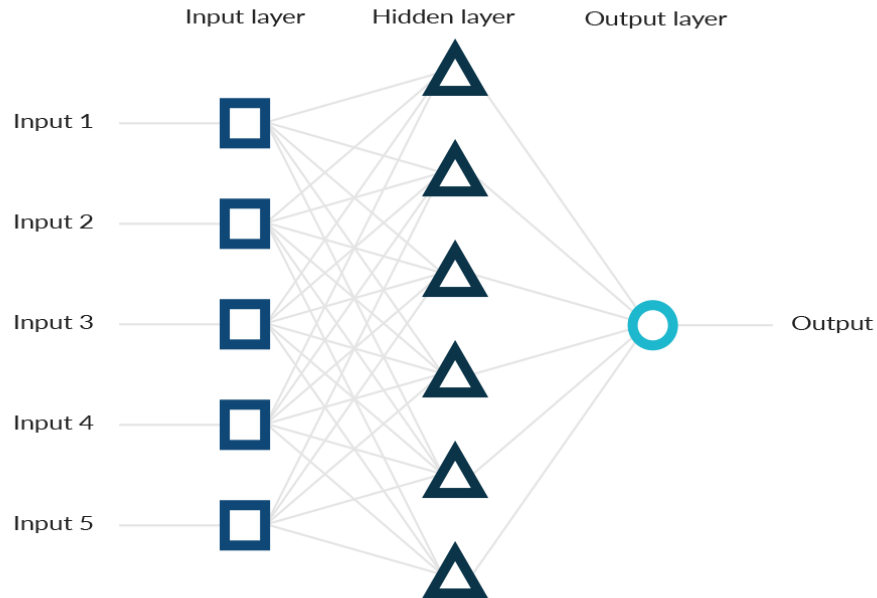 Input layer
Hidden layer
Output layer
Input 1
Input 2
Input 3
Output
Input 4
Input 5